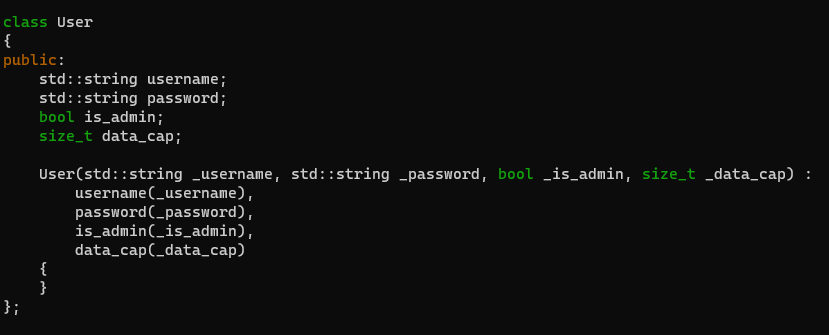 class User
{
public:
    std::string username;
    std::string password;
    bool is_admin;
    size_t data_cap;

    User(std::string _username, std::string _password, bool _is_admin, size_t _data_cap) :
        username(_username),
        password(_password),
        is_admin(_is_admin),
        data_cap(_data_cap)
    {
    }
};